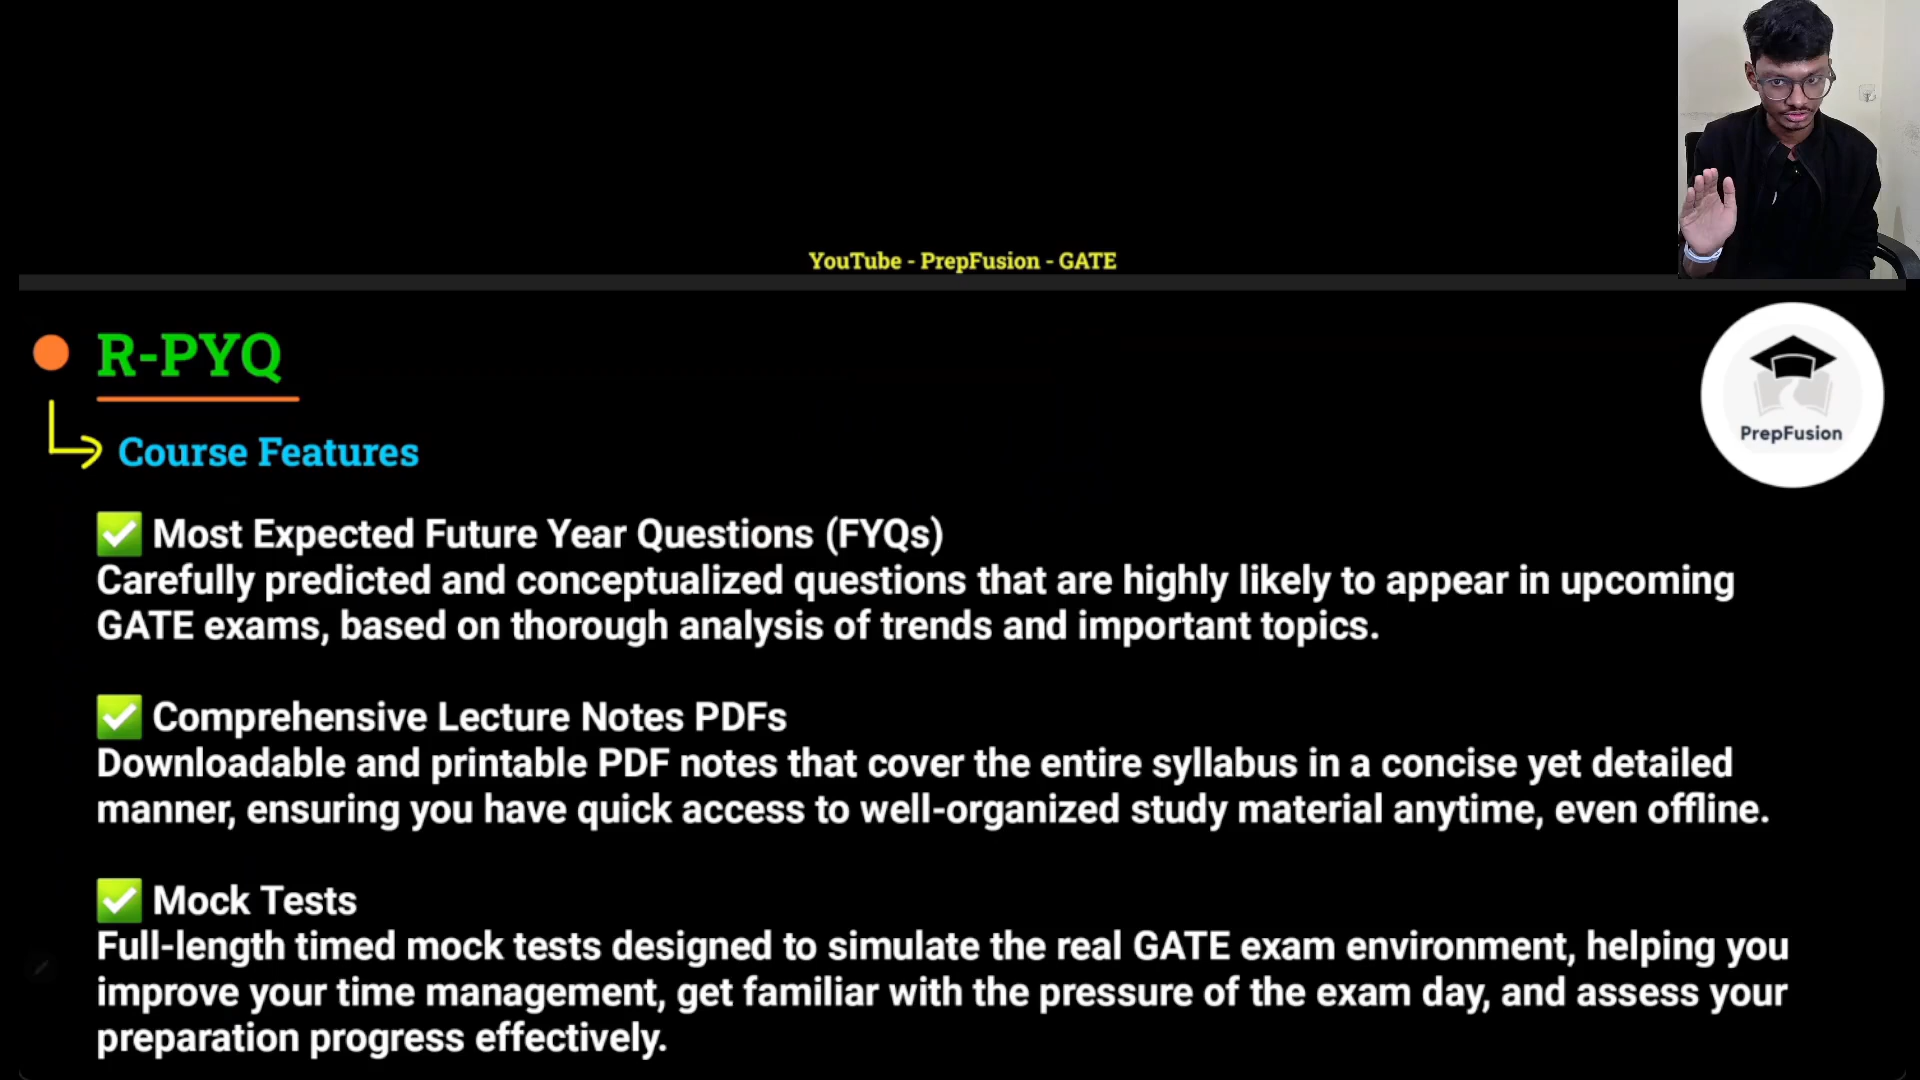 YouTube - PrepFusion - GATE
R-PYQ
PrepFusion
Course Features
✅ Most Expected Future Year Questions (FYQs)
Carefully predicted and conceptualized questions that are highly likely to appear in upcoming
GATE exams, based on thorough analysis of trends and important topics.
✅ Comprehensive Lecture Notes PDFs
Downloadable and printable PDF notes that cover the entire syllabus in a concise yet detailed
manner, ensuring you have quick access to well-organized study material anytime, even offline.
✅ Mock Tests
Full-length timed mock tests designed to simulate the real GATE exam environment, helping you
improve your time management, get familiar with the pressure of the exam day, and assess your
preparation progress effectively.